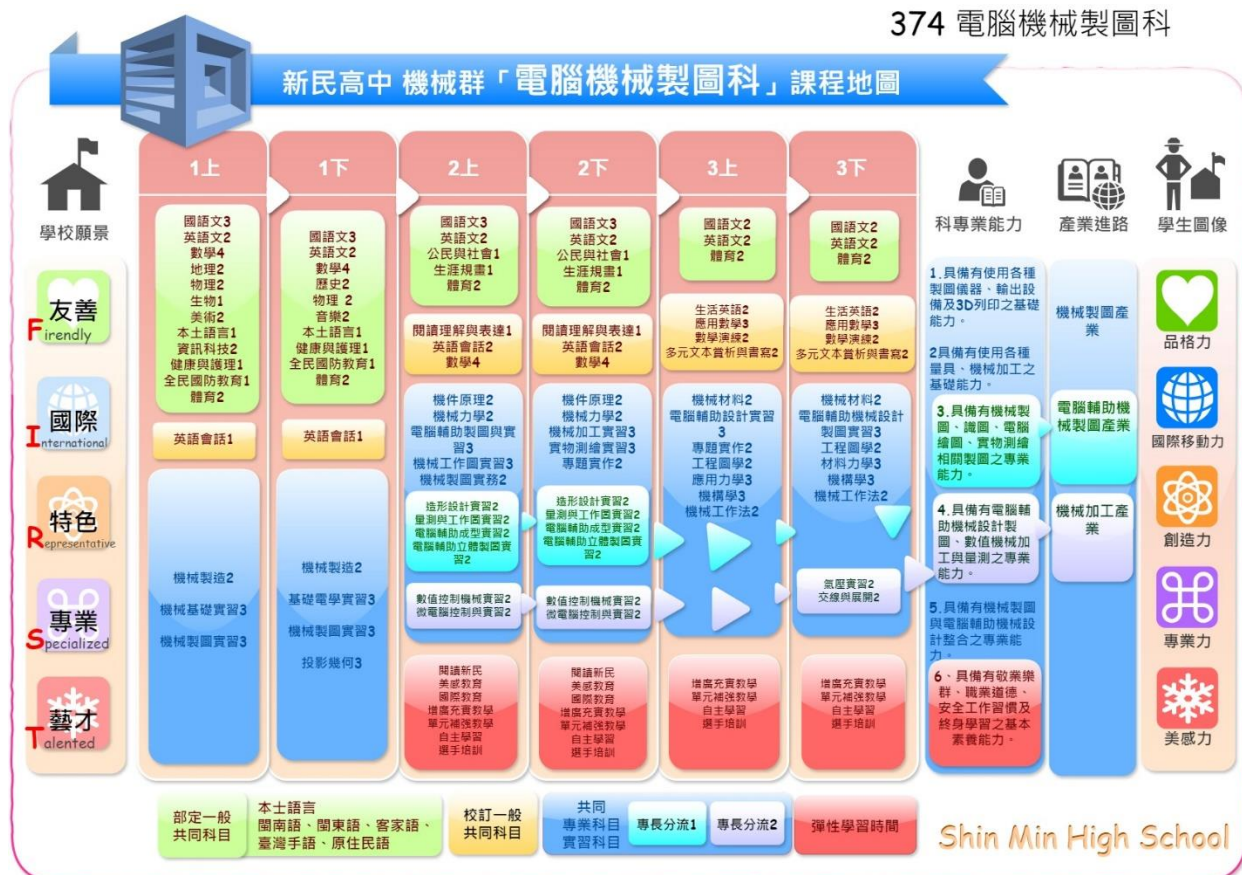 374 電腦機械製圖科
新民高中 機械群「電腦機械製圖科」課程地圖
學校願景
友善
Firendly
國際
International
特色
Representative
專業
Specialized
藝才
Talented
1上
國語文3
英語文2
數學4
地理2
物理2
生物1
美術2
本土語言1
資訊科技2
健康與護理1
全民國防教育1
體育2
英語會話1
機械製造2
機械基礎實習3
機械製圖實習3
1下
國語文3
英語文2
數學4
歷史2
物理 2
音樂2
本土語言1
健康與護理1
全民國防教育1
體育2
英語會話1
機械製造2
基礎電學實習3
機械製圖實習3
投影幾何3
2上
國語文3
英語文2
公民與社會1
生涯規畫1
體育2
閱讀理解與表達1
英語會話2
數學4
機件原理2
機械力學2
電腦輔助製圖與實
習3
機械工作圖實習3
機械製圖實務2
造形設計實習2
量測與工作圖實習2
電腦輔助成型實習2
電腦輔助立體製圖實
習2
數值控制機械實習2
微電腦控制與實習2
閱讀新民
美感教育
國際教育
增廣充實教學
單元補強教學
自主學習
選手培訓
2下
國語文3
英語文2
公民與社會1
生涯規畫1
體育2
閱讀理解與表達1
英語會話2
數學4
機件原理2
機械力學2
機械加工實習3
實物測繪實習3
專題實作2
造形設計實習2
量測與工作圖實習2
電腦輔助成型實習2
電腦輔助立體製圖實
習2
數值控制機械實習2
微電腦控制與實習2
閱讀新民
美感教育
國際教育
增廣充實教學
單元補強教學
自主學習
選手培訓
3上
國語文2
英語文2
體育2
生活英語2
應用數學3
數學演練2
多元文本賞析與書寫2
機械材料2
電腦輔助設計實習
3
專題實作2
工程圖學2
應用力學3
機構學3
機械工作法2
增廣充實教學
單元補強教學
自主學習
選手培訓
3下
國語文2
英語文2
體育2
生活英語2
應用數學3
數學演練2
多元文本賞析與書寫2
機械材料2
電腦輔助機械設計
製圖實習3
工程圖學2
材料力學3
機構學3
機械工作法2
氣壓實習2
交線與展開2
增廣充實教學
單元補強教學
自主學習
選手培訓
科專業能力
1.具備有使用各種
製圖儀器、輸出設
備及3D列印之基礎
能力。
2具備有使用各種
量具、機械加工之
基礎能力。
3.具備有機械製
圖、識圖、電腦
繪圖、實物測繪
相關製圖之專業
能力。
4.具備有電腦輔
助機械設計製
圖、數值機械加
工與量測之專業
能力。
5.具備有機械製圖
與電腦輔助機械設
計整合之專業能
力。
6、具備有敬業樂
群、職業道德、
安全工作習慣及
終身學習之基本
素養能力。
產業進路
機械製圖產
業
電腦輔助機
械製圖產業
機械加工產
業
學生圖像
品格力
國際移動力
創造力
專業力
美感力
部定一般
共同科目
本土語言
閩南語、閩東語、客家語、
臺灣手語、原住民語
校訂一般
共同科目
共同
專業科目
實習科目
專長分流1
專長分流2
彈性學習時間
Shin Min High School